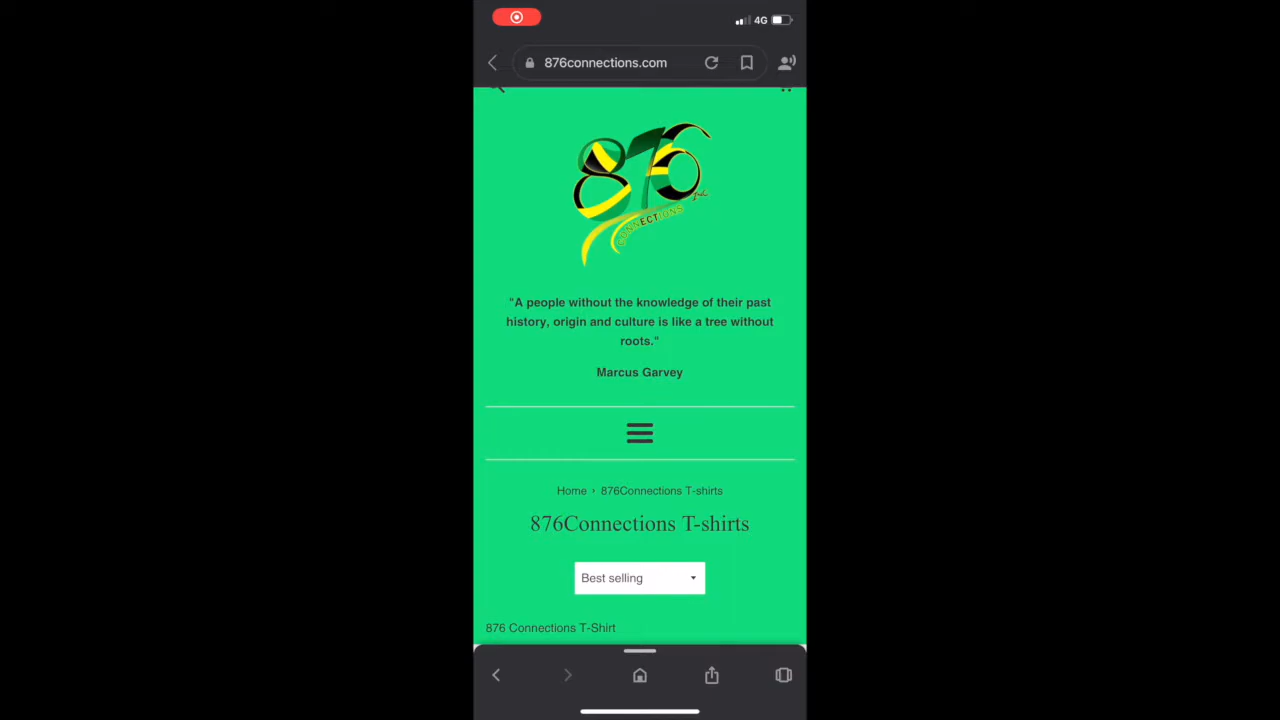 4G
876connections.com
876
CONNECTIONS
Inc
"A people without the knowledge of their past
history, origin and culture is like a tree without
roots."
Marcus Garvey
Home › 876Connections T-shirts
876Connections T-shirts
Best selling
876 Connections T-Shirt